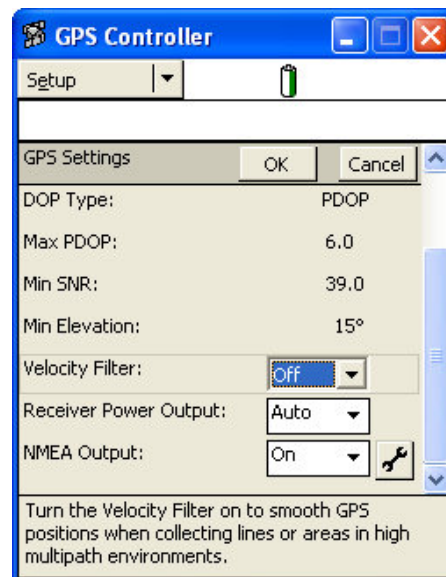 GPS Controller
Setup
GPS Settings OK Cancel
DOP Type: PDOP
Max PDOP: 6.0
Min SNR: 39.0
Min Elevation: 15°
Velocity Filter: Off
Receiver Power Output: Auto
NMEA Output: On
Turn the Velocity Filter on to smooth GPS
positions when collecting lines or areas in high
multipath environments.